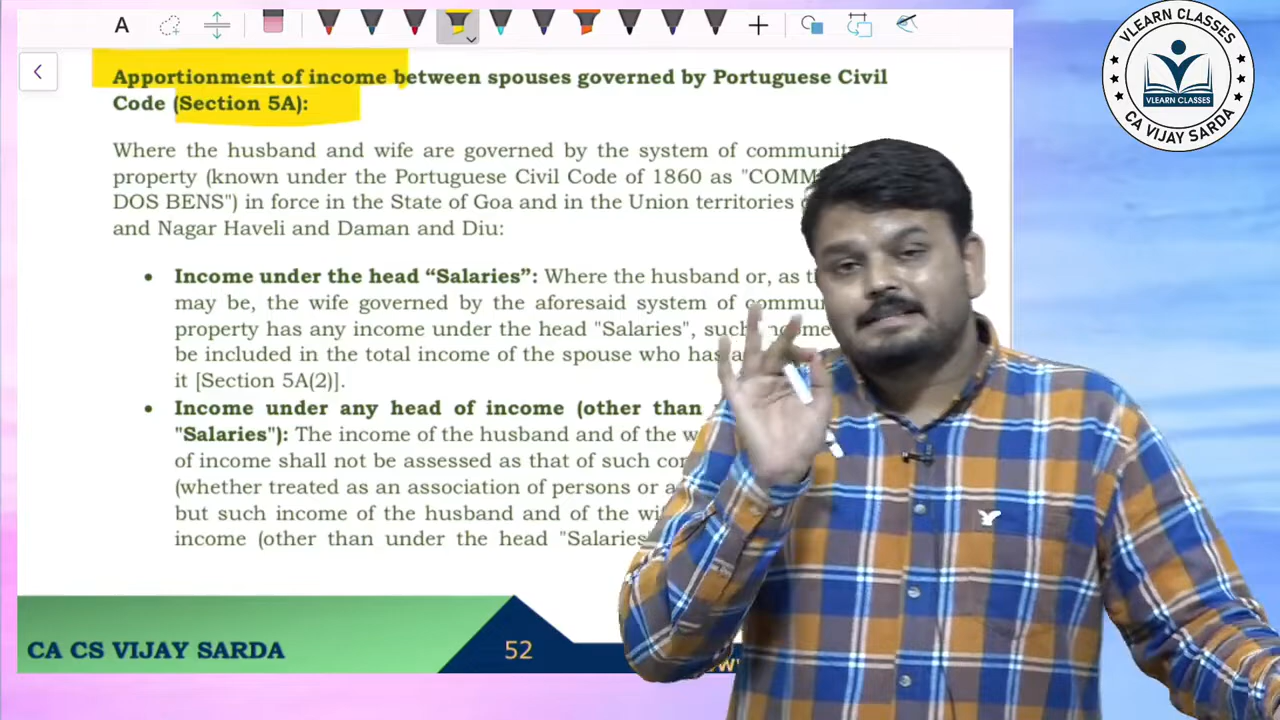 A
Apportionment of income between spouses governed by Portuguese Civil
Code (Section 5A):
Where the husband and wife are governed by the system of
property (known under the Portuguese Civil Code of 1860 as
DOS BENS") in force in the State of Goa and in the Union territories
and Nagar Haveli and Daman and Diu:
• Income under the head “Salaries”: Where the husband or, as
may be, the wife governed by the aforesaid system of
property has any income under the head "Salaries", such
be included in the total income of the spouse who has
it [Section 5A(2)].
• Income under any head of income (other than
"Salaries"): The income of the husband and of the
of income shall not be assessed as that of such
(whether treated as an association of persons or
but such income of the husband and of the
income (other than under the head "Salaries
CA CS VIJAY SARDA
52
VLEARN CLASSES
VLEARN CLASSES
CA VIJAY SARDA